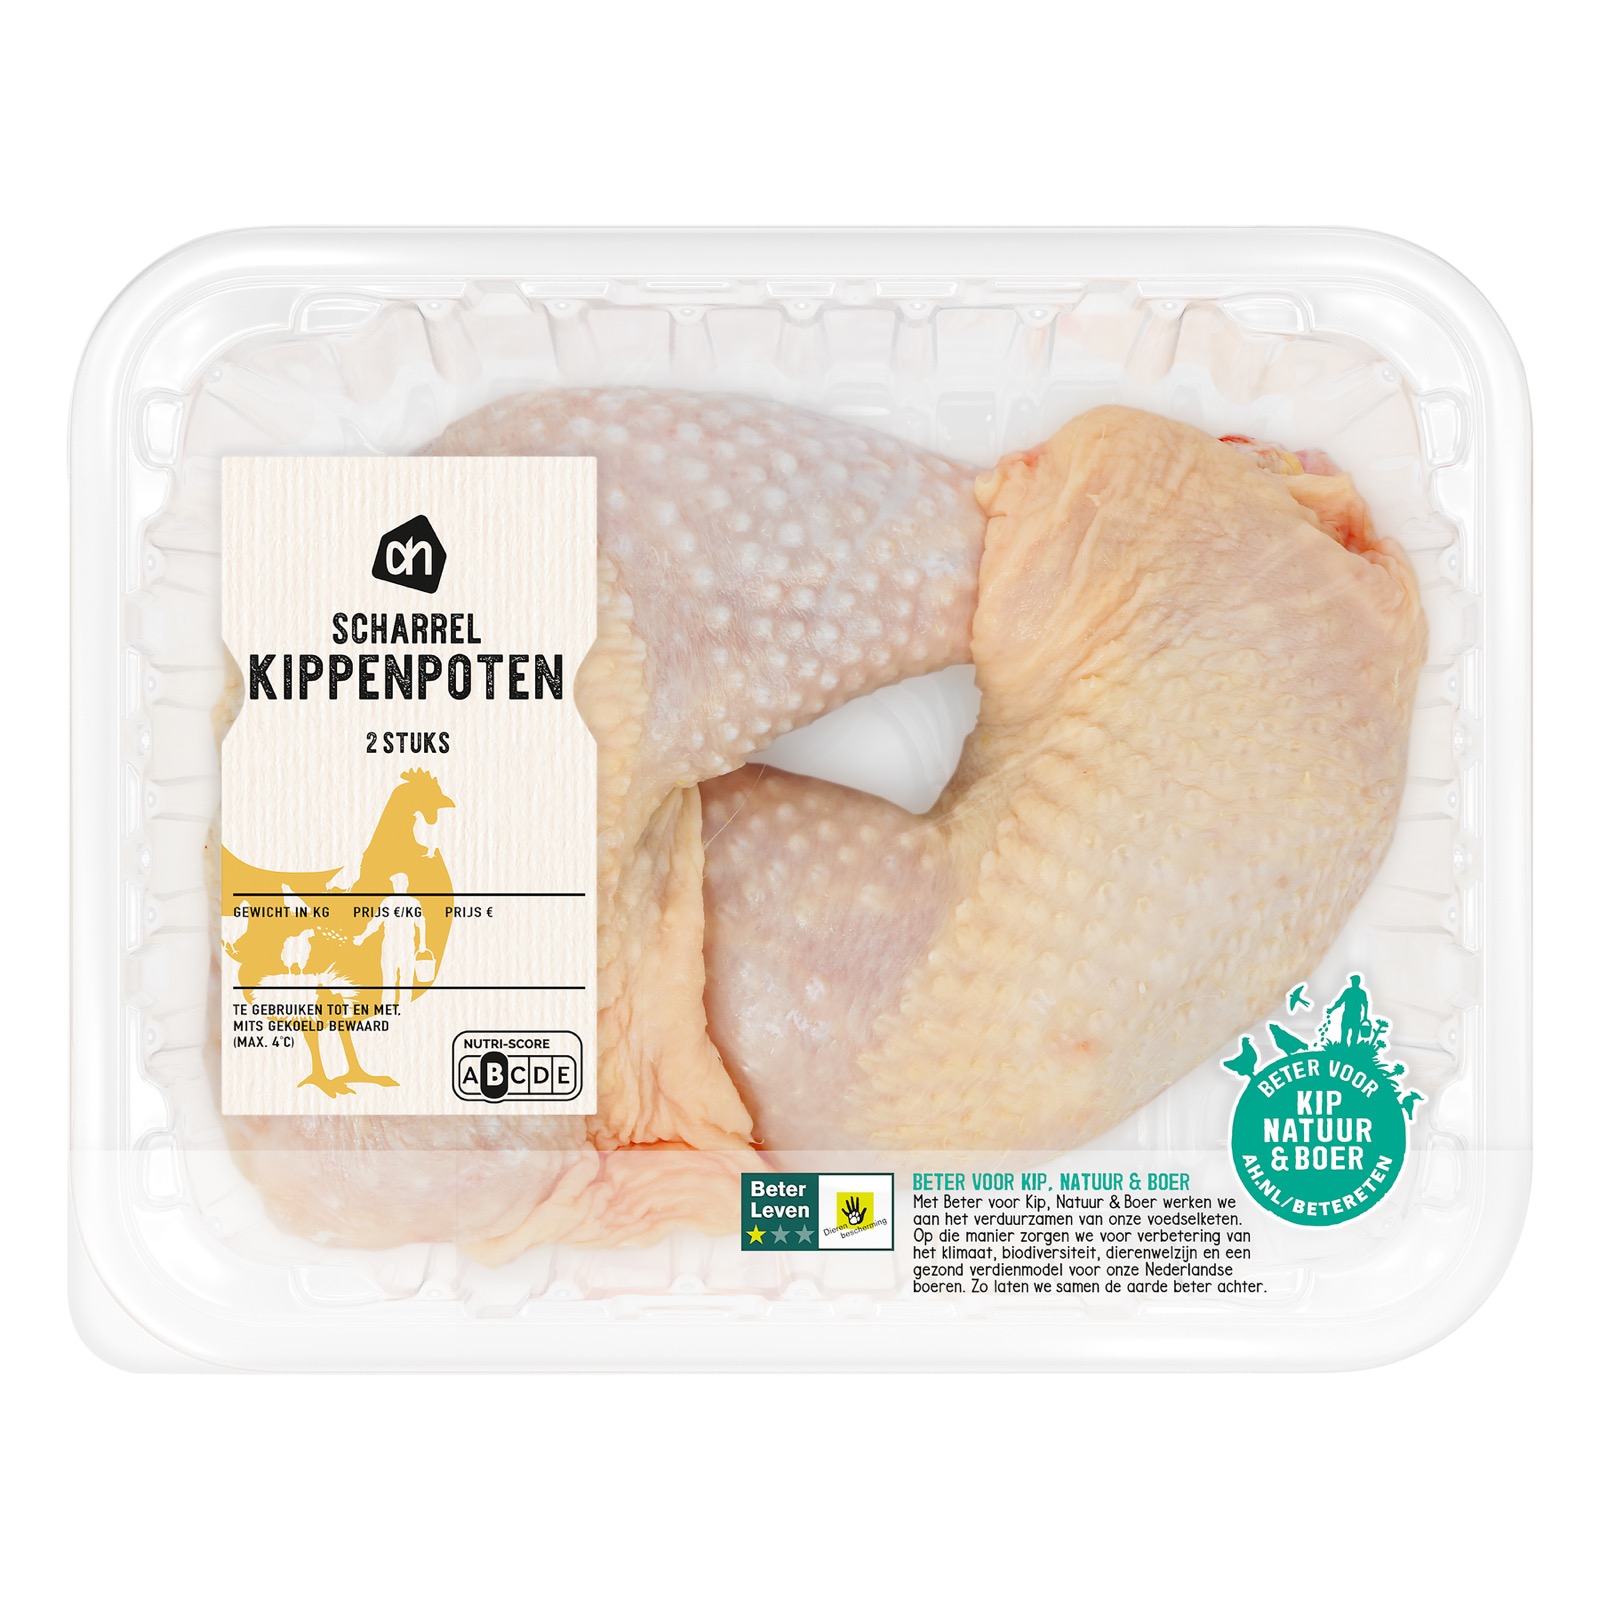 ah
SCHARREL
KIPPENPOTEN
2 STUKS
GEWICHT IN KG PRIJS €/KG PRIJS €
TE GEBRUIKEN TOT EN MET,
MITS GEKOELD BEWAARD
(MAX. 4°C)
NUTRI-SCORE
A B C D E
Beter
Leven
Dieren
bescherming
BETER VOOR KIP, NATUUR & BOER
Met Beter voor Kip, Natuur & Boer werken we
aan het verduurzamen van onze voedselketen.
Op die manier zorgen we voor verbetering van
het klimaat, biodiversiteit, dierenwelzijn en een
gezond verdienmodel voor onze Nederlandse
boeren. Zo laten we samen de aarde beter achter.
BETER VOOR
KIP
NATUUR
& BOER
AH.NL/BETERETEN